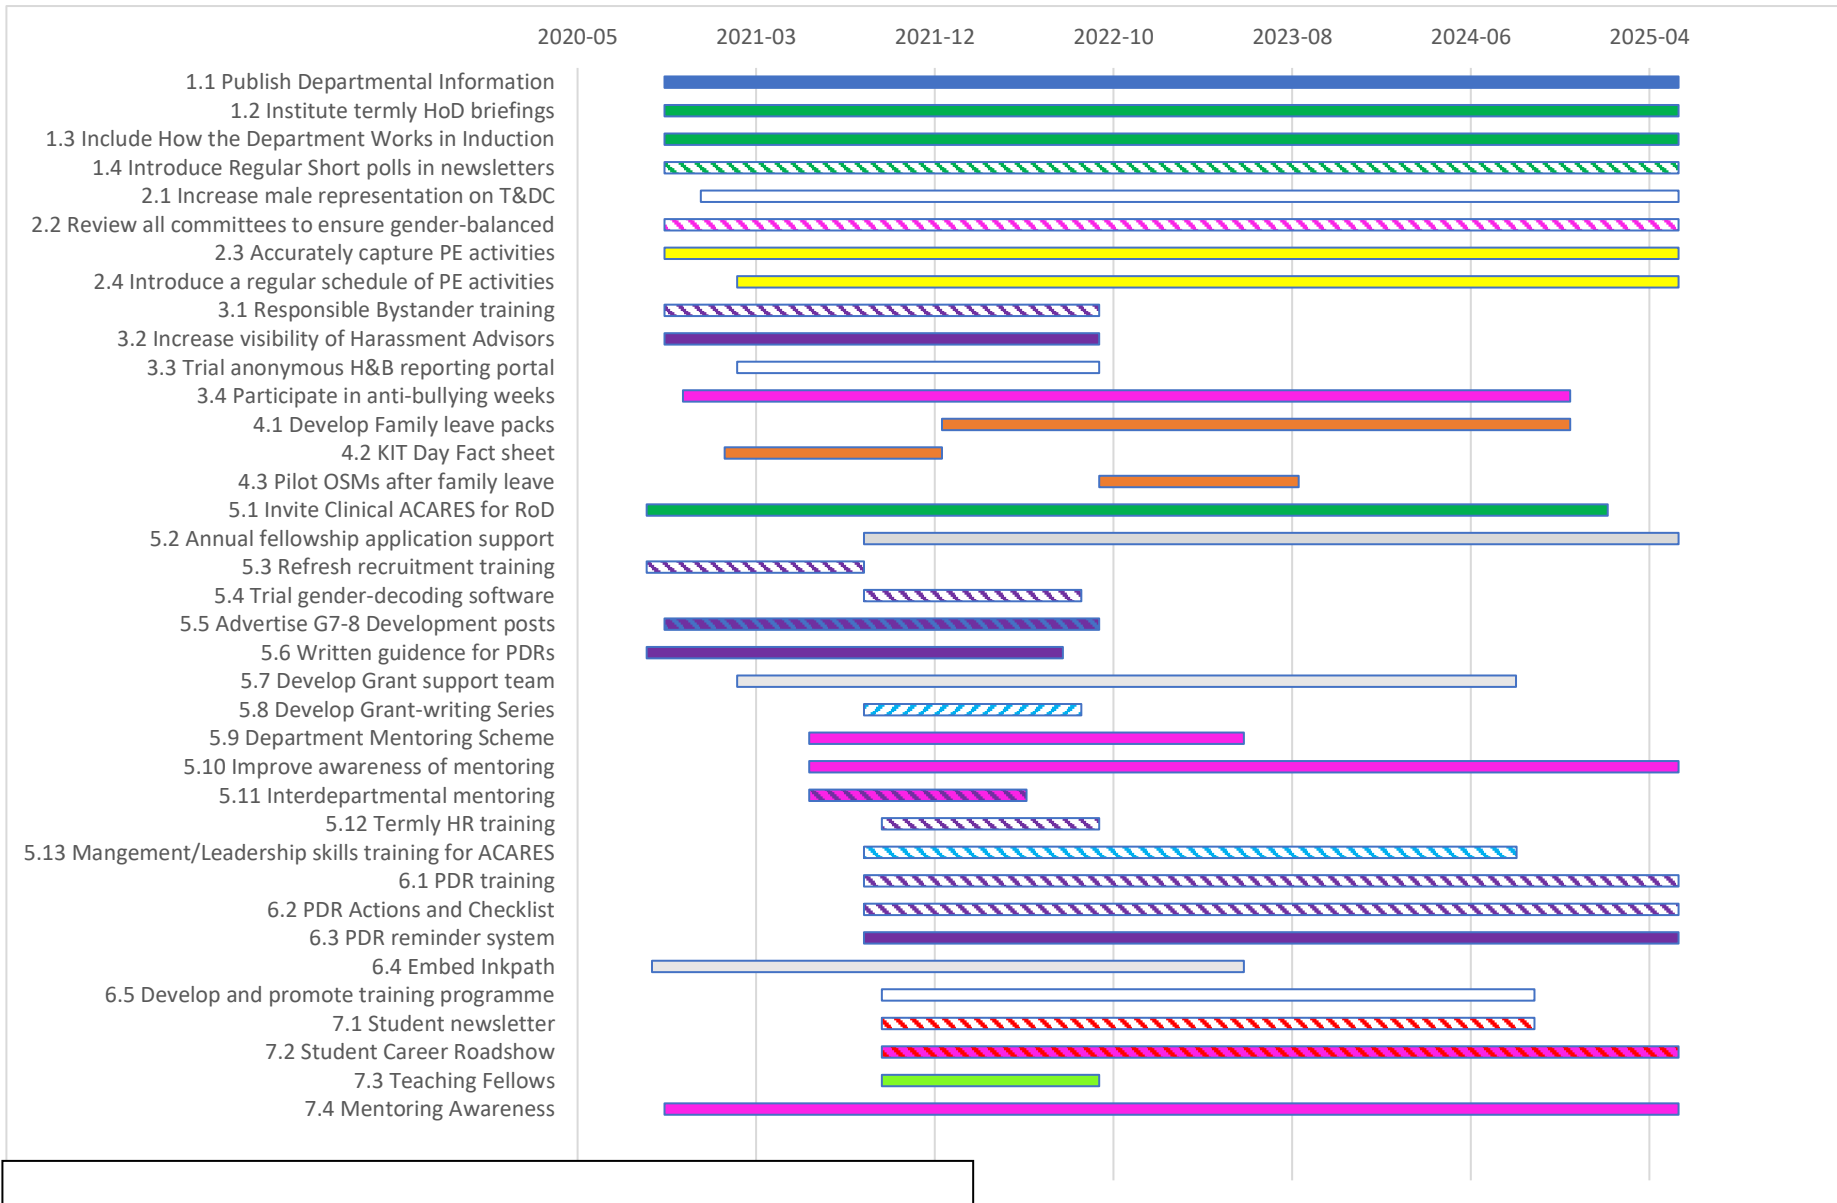 2020-05 2021-03 2021-12 2022-10 2023-08 2024-06 2025-04
1.1 Publish Departmental Information
1.2 Institute termly HoD briefings
1.3 Include How the Department Works in Induction
1.4 Introduce Regular Short polls in newsletters
2.1 Increase male representation on T&DC
2.2 Review all committees to ensure gender-balanced
2.3 Accurately capture PE activities
2.4 Introduce a regular schedule of PE activities
3.1 Responsible Bystander training
3.2 Increase visibility of Harassment Advisors
3.3 Trial anonymous H&B reporting portal
3.4 Participate in anti-bullying weeks
4.1 Develop Family leave packs
4.2 KIT Day Fact sheet
4.3 Pilot OSMs after family leave
5.1 Invite Clinical ACARES for RoD
5.2 Annual fellowship application support
5.3 Refresh recruitment training
5.4 Trial gender-decoding software
5.5 Advertise G7-8 Development posts
5.6 Written guidance for PDRs
5.7 Develop Grant support team
5.8 Develop Grant-writing Series
5.9 Department Mentoring Scheme
5.10 Improve awareness of mentoring
5.11 Interdepartmental mentoring
5.12 Termly HR training
5.13 Mangement/Leadership skills training for ACARES
6.1 PDR training
6.2 PDR Actions and Checklist
6.3 PDR reminder system
6.4 Embed Inkpath
6.5 Develop and promote training programme
7.1 Student newsletter
7.2 Student Career Roadshow
7.3 Teaching Fellows
7.4 Mentoring Awareness